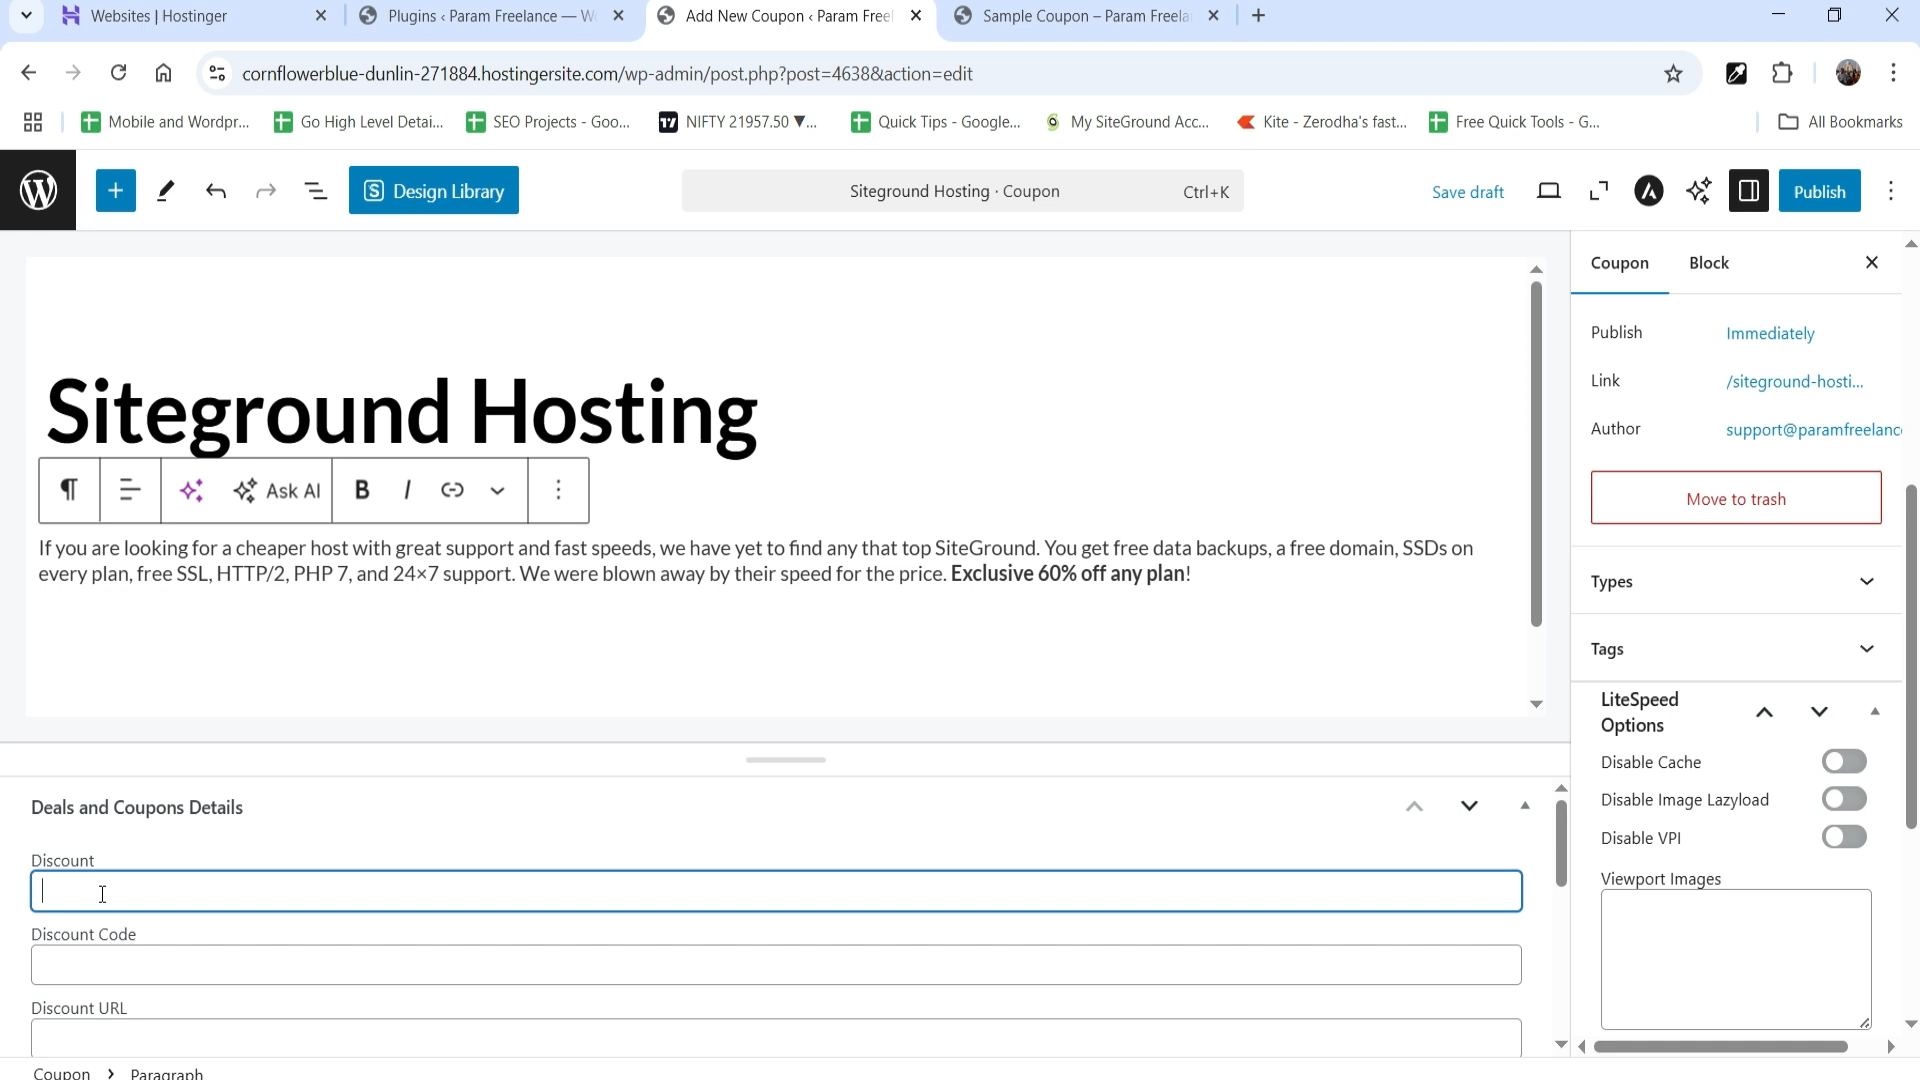 Websites | Hostinger
Plugins ‹ Param Freelance — W
Add New Coupon ‹ Param Free
Sample Coupon – Param Freela
cornflowerblue-dunlin-271884.hostingersite.com/wp-admin/post.php?post=4638&action=edit
Mobile and Wordpr...
Go High Level Detai...
SEO Projects - Goo...
NIFTY 21957.50 ▼...
Quick Tips - Google...
My SiteGround Acc...
Kite - Zerodha's fast...
Free Quick Tools - G...
All Bookmarks
Design Library
Siteground Hosting · Coupon
Ctrl+K
Save draft
Publish
Coupon
Block
Publish
Immediately
Link
/siteground-hosti...
Author
support@paramfreelanc
Move to trash
Types
Tags
LiteSpeed
Options
Disable Cache
Disable Image Lazyload
Disable VPI
Viewport Images
Siteground Hosting
Ask AI
B
I
If you are looking for a cheaper host with great support and fast speeds, we have yet to find any that top SiteGround. You get free data backups, a free domain, SSDs on
every plan, free SSL, HTTP/2, PHP 7, and 24×7 support. We were blown away by their speed for the price. Exclusive 60% off any plan!
Deals and Coupons Details
Discount
Discount Code
Discount URL
Coupon › Paragraph